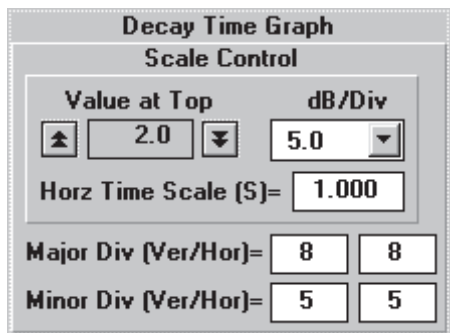 Decay Time Graph
Scale Control
Value at Top dB/Div
2.0 5.0
Horz Time Scale (S)= 1.000
Major Div (Ver/Hor)= 8 8
Minor Div (Ver/Hor)= 5 5